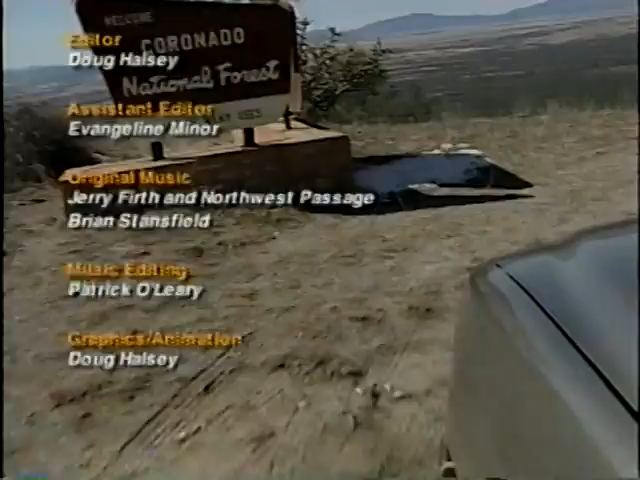 WELCOME
CORONADO
National Forest
USES
Editor
Doug Halsey
Assistant Editor
Evangeline Minor
Original Music
Jerry Firth and Northwest Passage
Brian Stansfield
Music Editing
Patrick O'Leary
Graphics/Animation
Doug Halsey